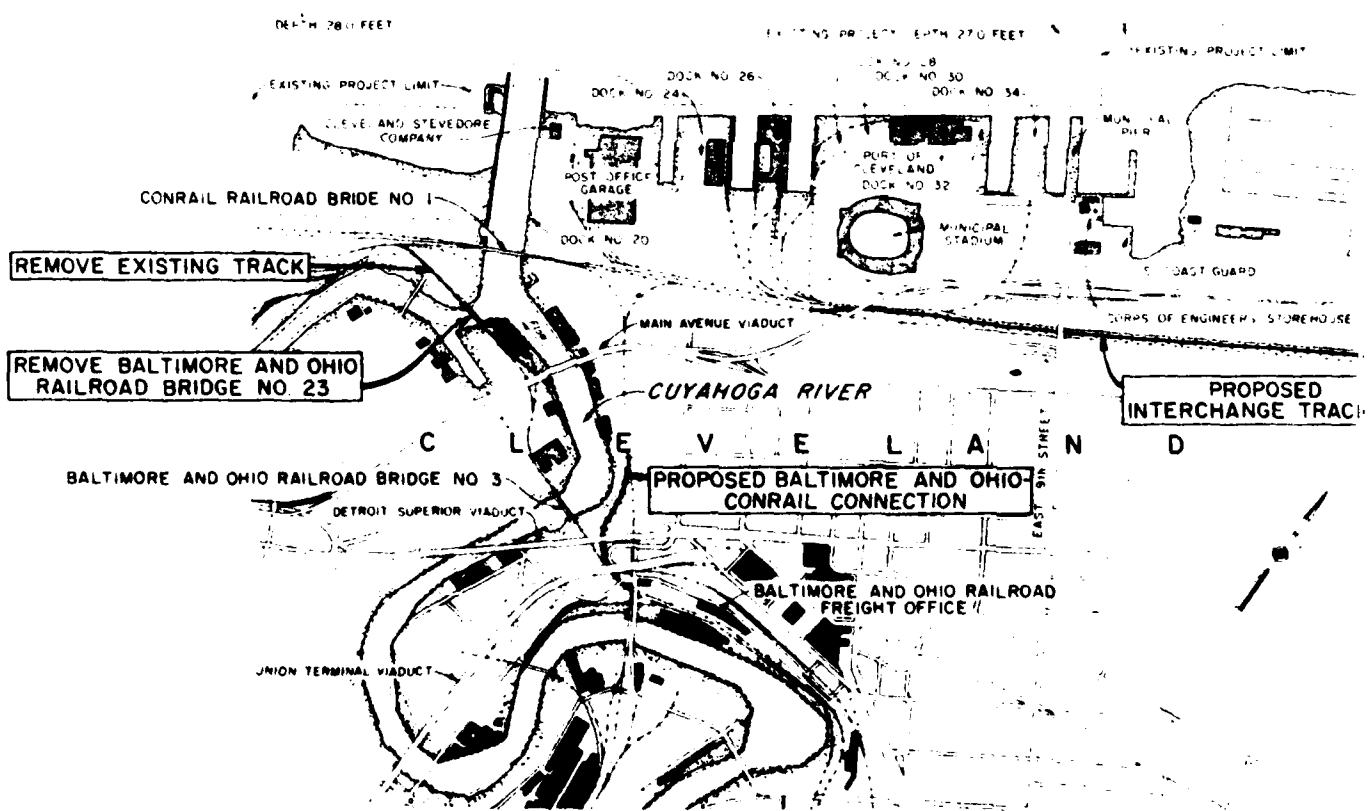 DEPTH 28.0 FEET
EXISTING PROJECT DEPTH 27.0 FEET
EXISTING PROJECT LIMIT
EXISTING PROJECT LIMIT
DOCK NO. 28
DOCK NO. 26
DOCK NO. 30
DOCK NO. 24
DOCK NO. 34
CLEVELAND STEVEDORE
COMPANY
MUNICIPAL
PIER
POST OFFICE
GARAGE
PORT OF
CLEVELAND
DOCK NO. 32
CONRAIL RAILROAD BRIDE NO. 1
DOCK NO. 20
MUNICIPAL
STADIUM
REMOVE EXISTING TRACK
COAST GUARD
MAIN AVENUE VIADUCT
CORPS OF ENGINEERS STOREHOUSE
REMOVE BALTIMORE AND OHIO
RAILROAD BRIDGE NO. 23
CUYAHOGA RIVER
PROPOSED
INTERCHANGE TRACK
CLEVELAND
EAST 9TH STREET
BALTIMORE AND OHIO RAILROAD BRIDGE NO. 3
PROPOSED BALTIMORE AND OHIO-
CONRAIL CONNECTION
DETROIT SUPERIOR VIADUCT
BALTIMORE AND OHIO RAILROAD
FREIGHT OFFICE
UNION TERMINAL VIADUCT